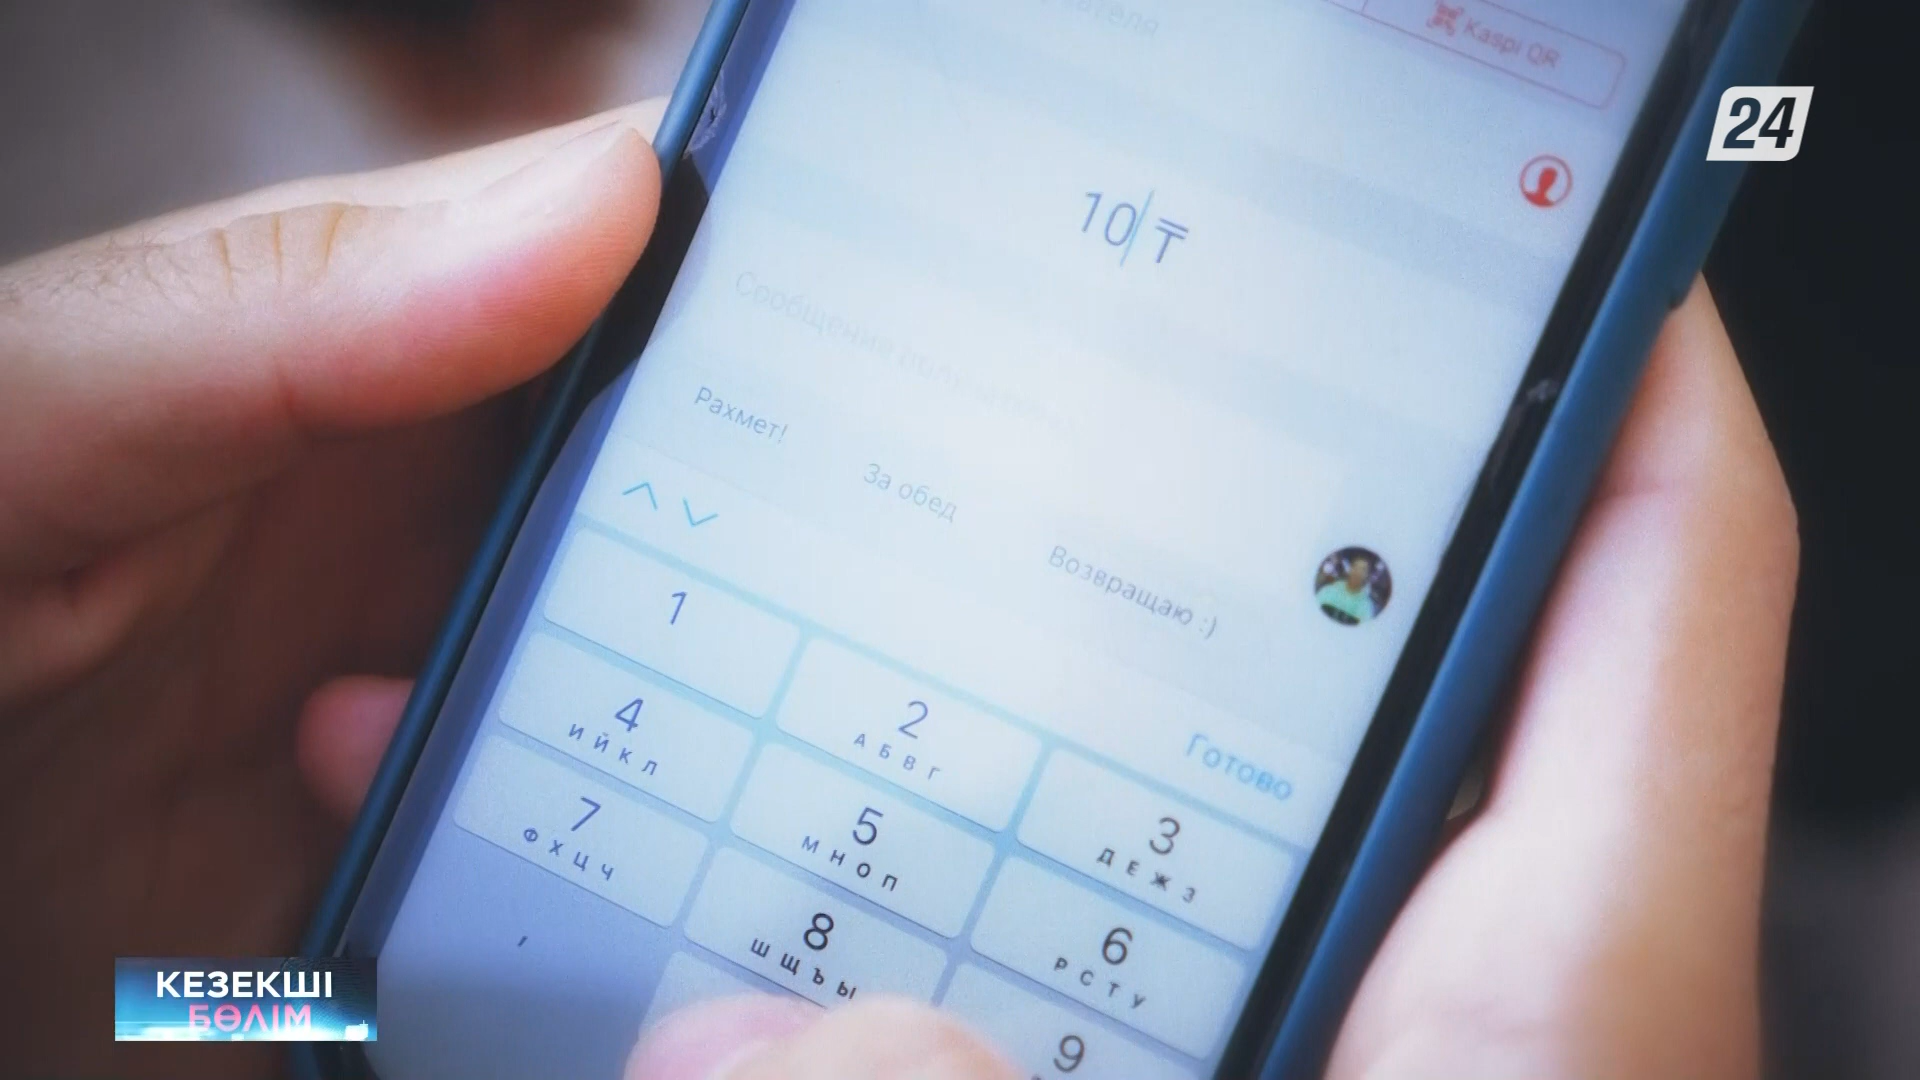 Kaspi QR
24
10 ₸
Рахмет!
За обед
Возвращаю :)
Готово
1
2
АБВГ
3
ДЕЖЗ
4
ИЙКЛ
5
МНОП
6
РСТУ
7
ФХЦЧ
8
ШЩЪЫ
9
,
КЕЗЕКШІ
БӨЛІМ